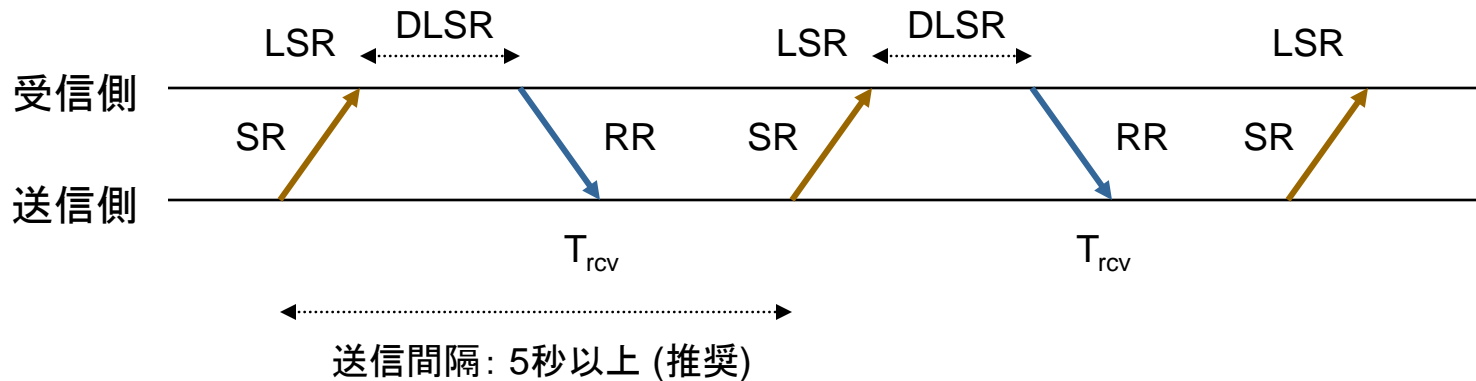 LSR DLSR LSR DLSR LSR
受信側
SR RR SR RR SR
送信側
Trcv Trcv
送信間隔: 5秒以上 (推奨)